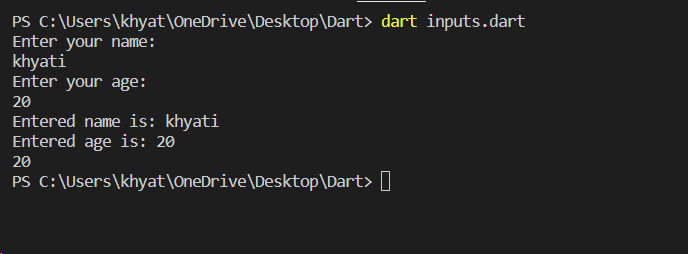 PS C:\Users\khyat\OneDrive\Desktop\Dart> dart inputs.dart
Enter your name:
khyati
Enter your age:
20
Entered name is: khyati
Entered age is: 20
20
PS C:\Users\khyat\OneDrive\Desktop\Dart>